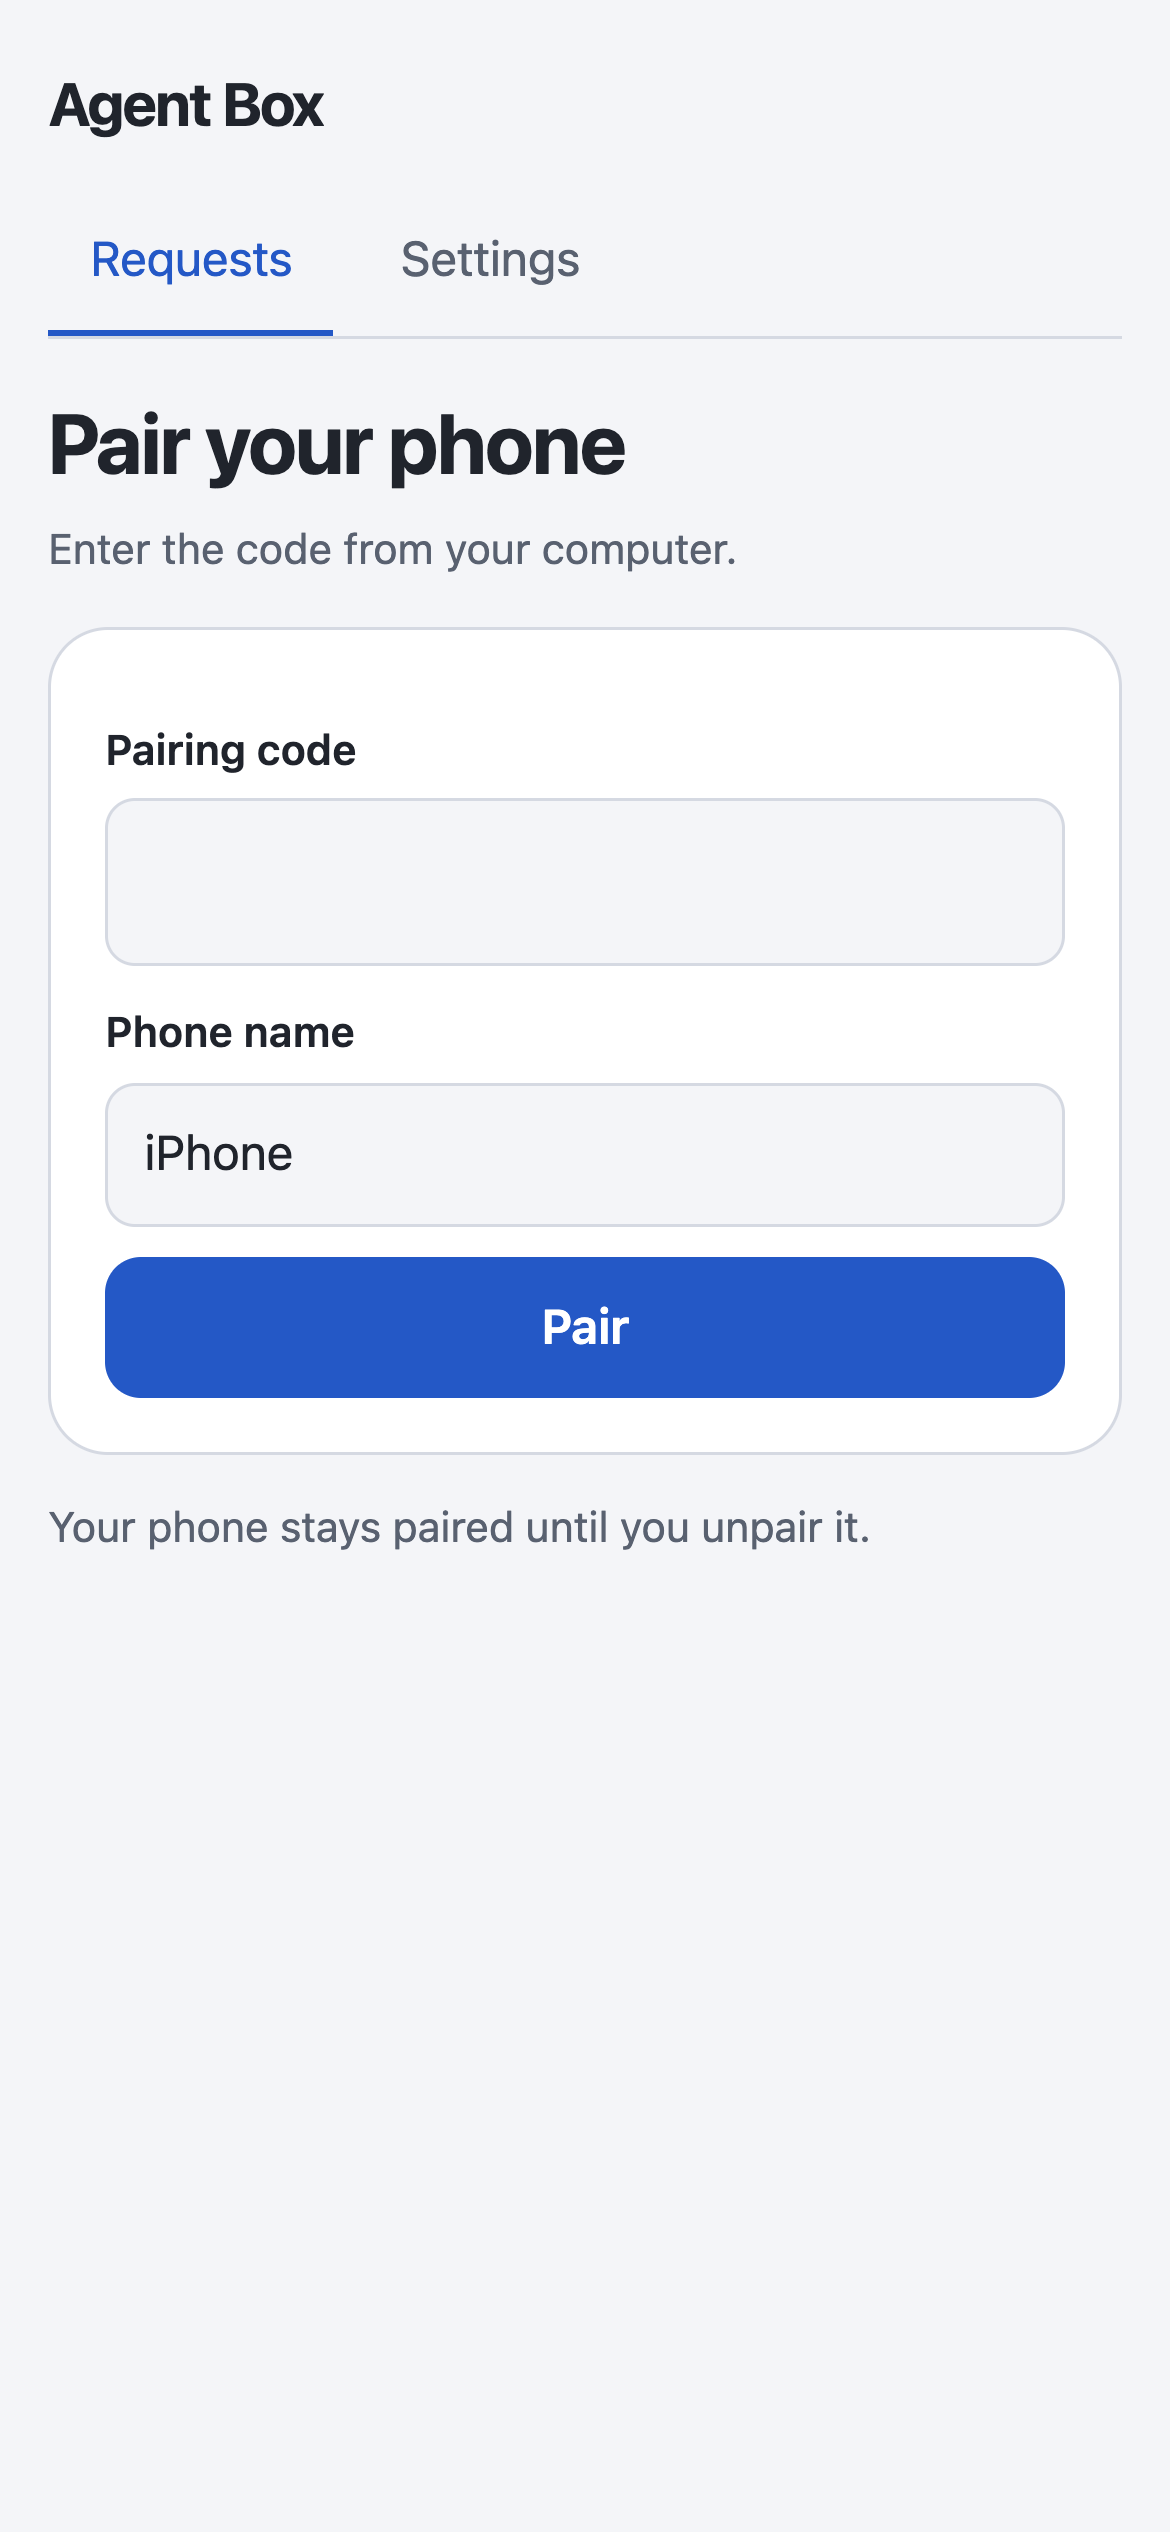 Agent Box
Requests Settings
Pair your phone
Enter the code from your computer.
Pairing code
Phone name
iPhone
Pair
Your phone stays paired until you unpair it.